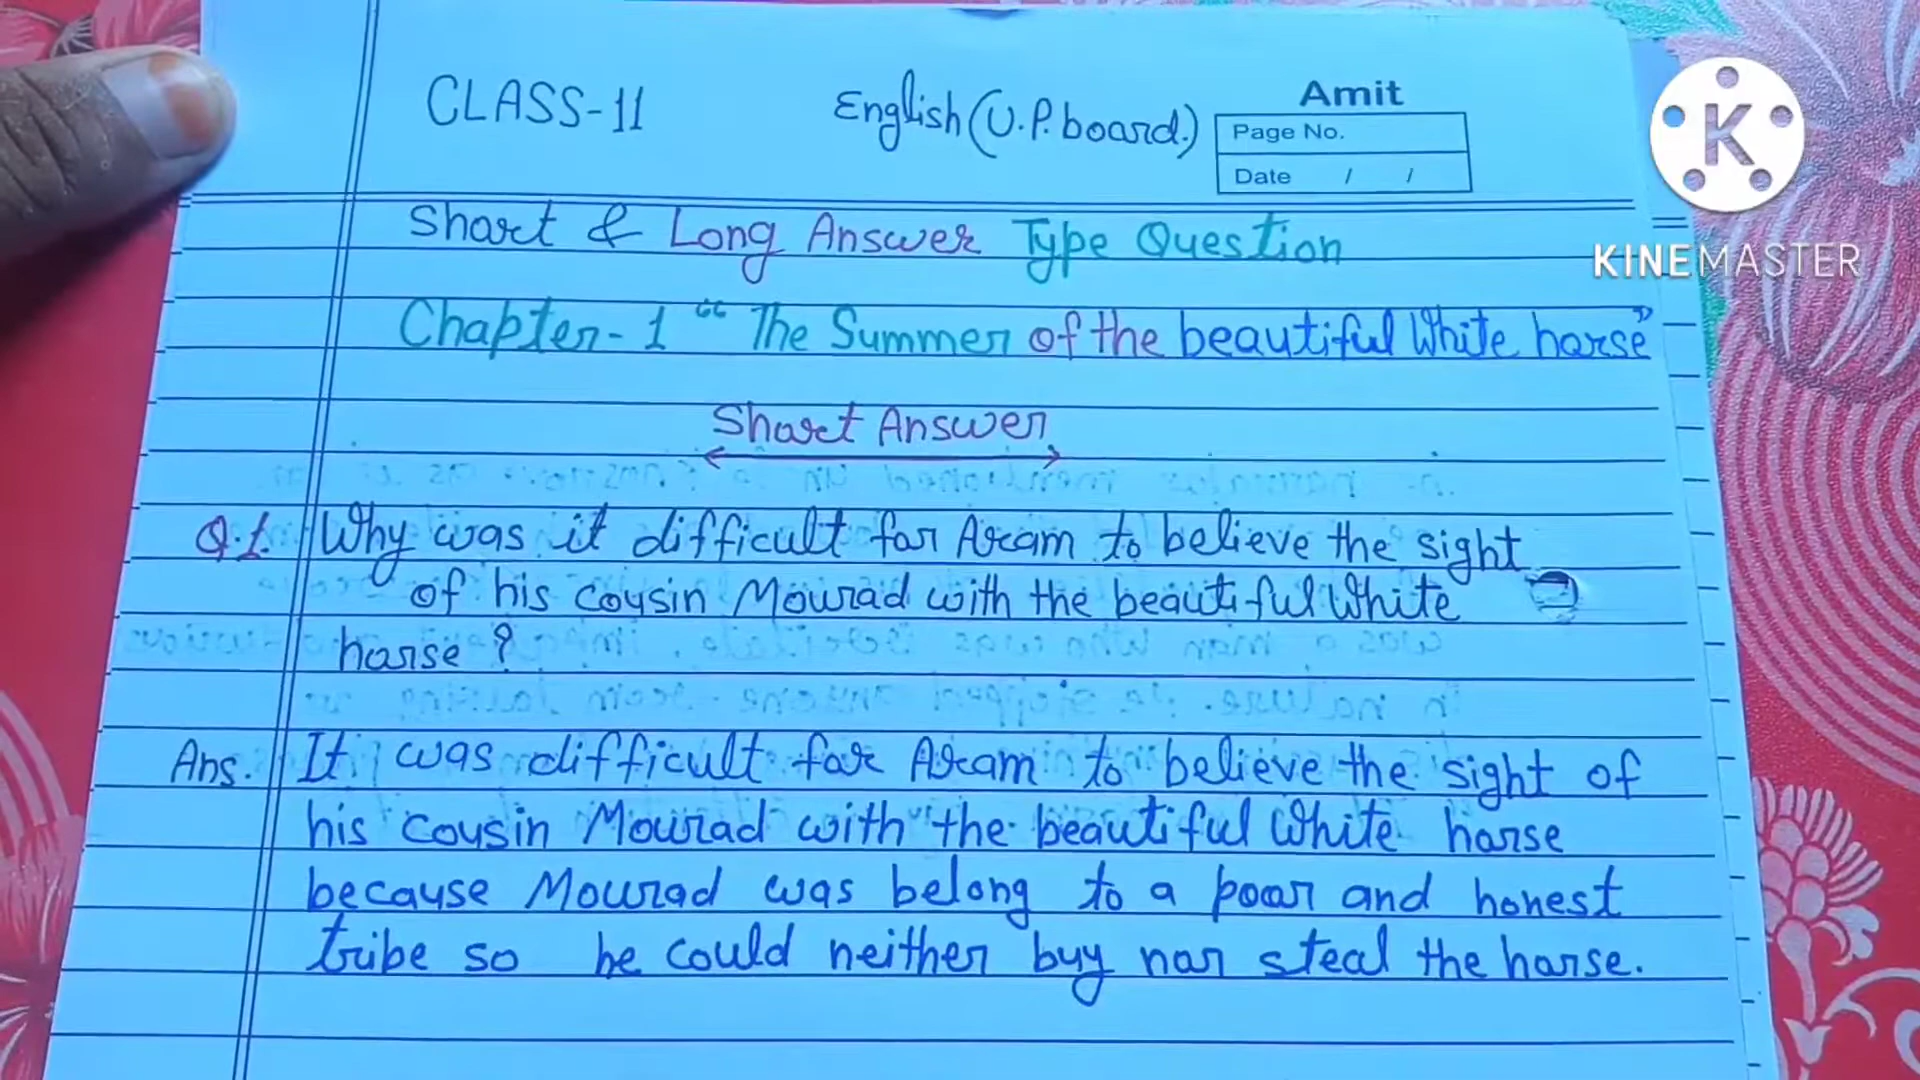 CLASS-11 English (U.P. board.) Amit
Page No.
Date / /
KINEMASTER
Short & Long Answer Type Question
Chapter-1 "The Summer of the beautiful White horse"
Short Answer
Q.1. Why was it difficult for Aram to believe the sight
of his coysin Mourad with the beautiful White
horse?
Ans. It was difficult for Aram to believe the sight of
his coysin Mourad with the beautiful White horse
because Mourad was belong to a poor and honest
tribe so he could neither buy nor steal the horse.